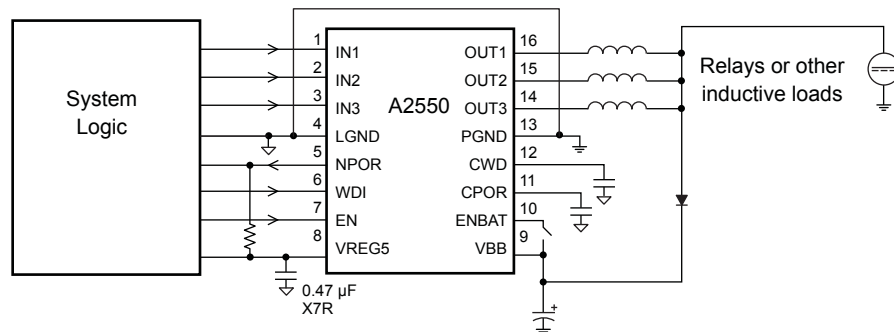 System
Logic
A2550
1
IN1
2
IN2
3
IN3
4
LGND
5
NPOR
6
WDI
7
EN
8
VREG5
16
OUT1
15
OUT2
14
OUT3
13
PGND
12
CWD
11
CPOR
10
ENBAT
9
VBB
Relays or other
inductive loads
0.47 µF
X7R
+